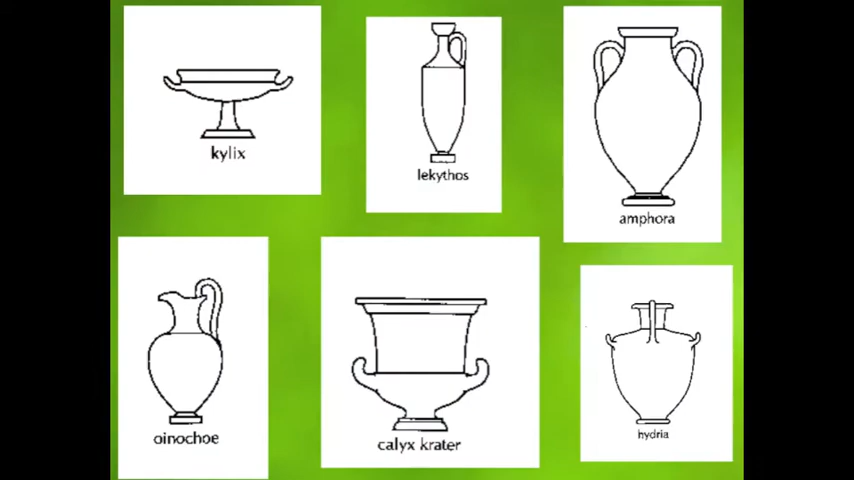 kylix
lekythos
amphora
oinochoe
calyx krater
hydria